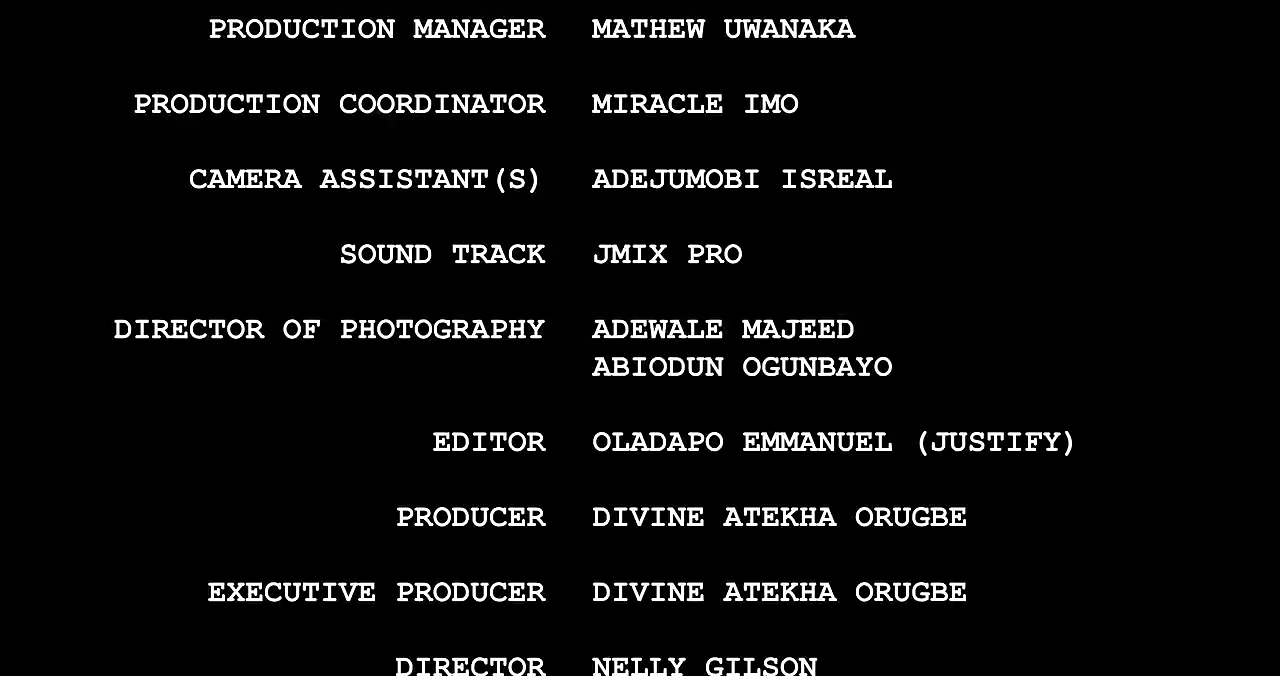 PRODUCTION MANAGER MATHEW UWANAKA
PRODUCTION COORDINATOR MIRACLE IMO
CAMERA ASSISTANT(S) ADEJUMOBI ISREAL
SOUND TRACK JMIX PRO
DIRECTOR OF PHOTOGRAPHY ADEWALE MAJEED
ABIODUN OGUNBAYO
EDITOR OLADAPO EMMANUEL (JUSTIFY)
PRODUCER DIVINE ATEKHA ORUGBE
EXECUTIVE PRODUCER DIVINE ATEKHA ORUGBE
DIRECTOR NELLY GILSON